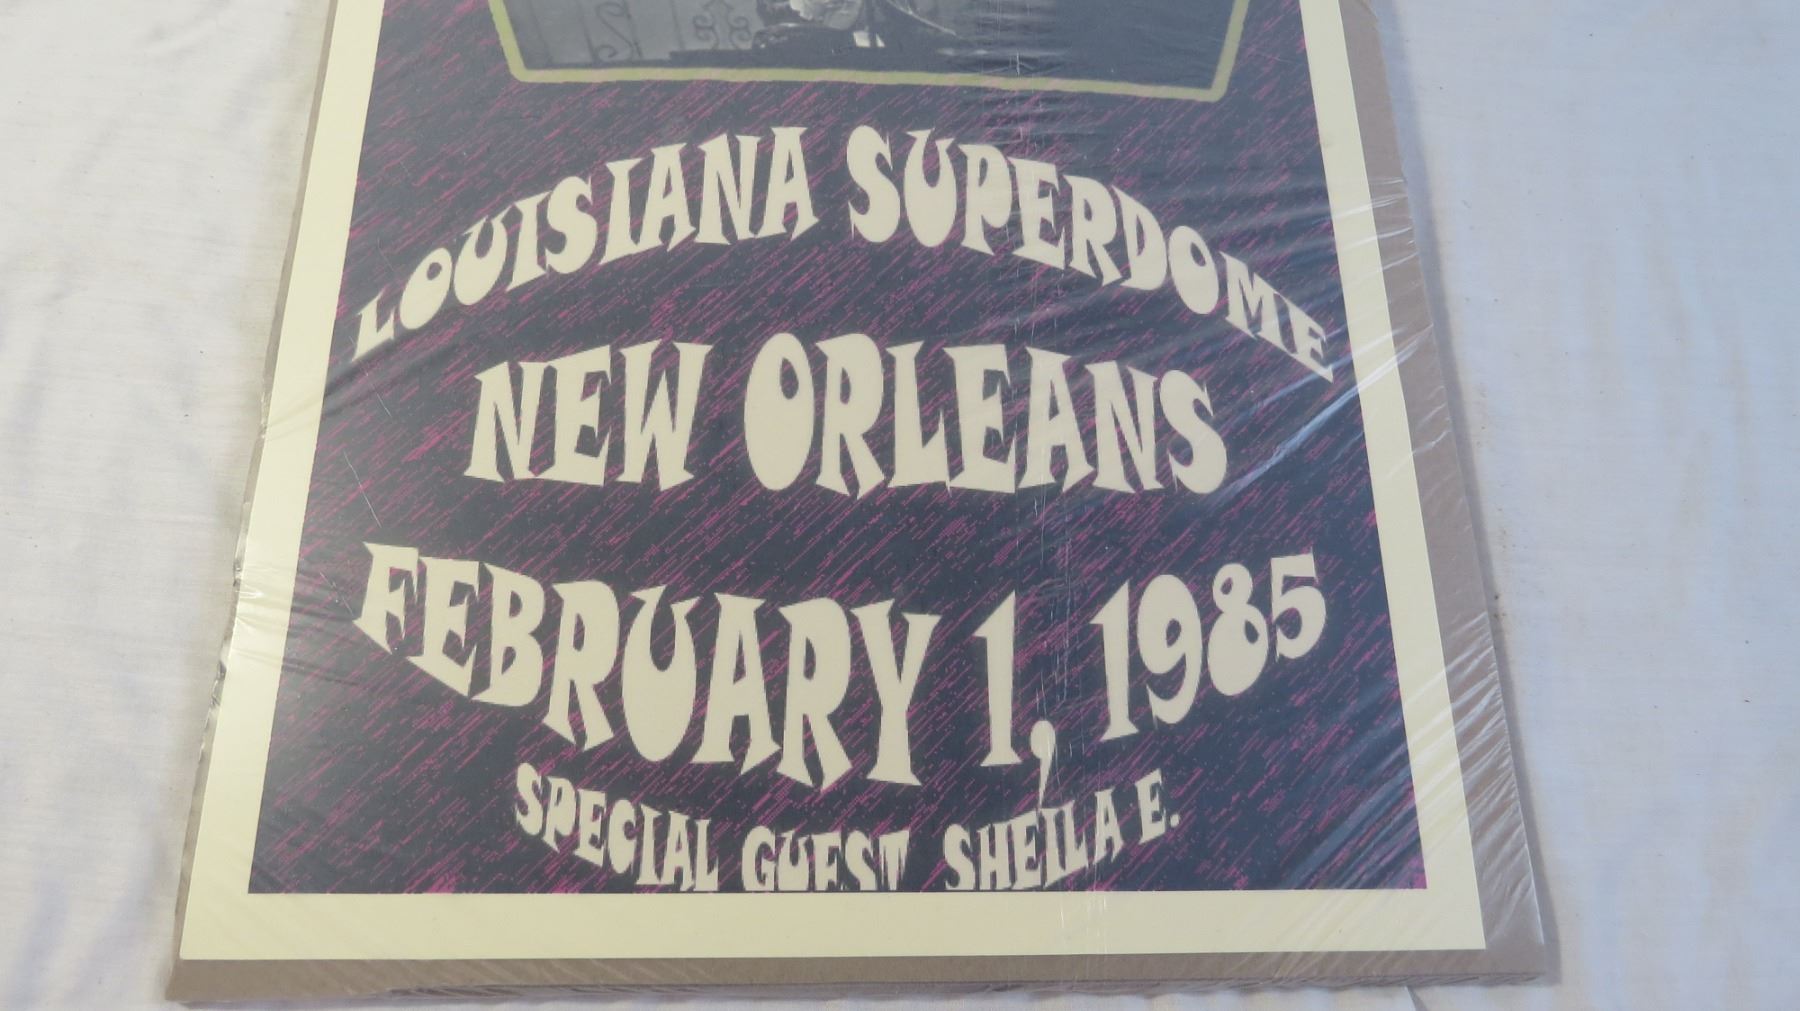 LOUISIANA SUPERDOME
NEW ORLEANS
FEBRUARY 1, 1985
SPECIAL GUEST SHEILA E.